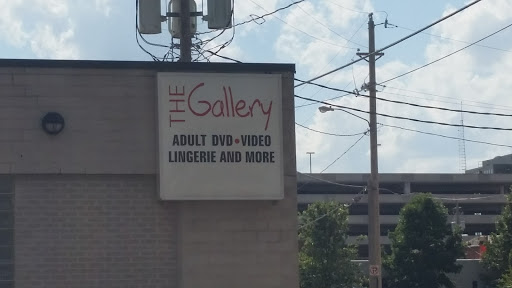 THE Gallery
ADULT DVD • VIDEO
LINGERIE AND MORE